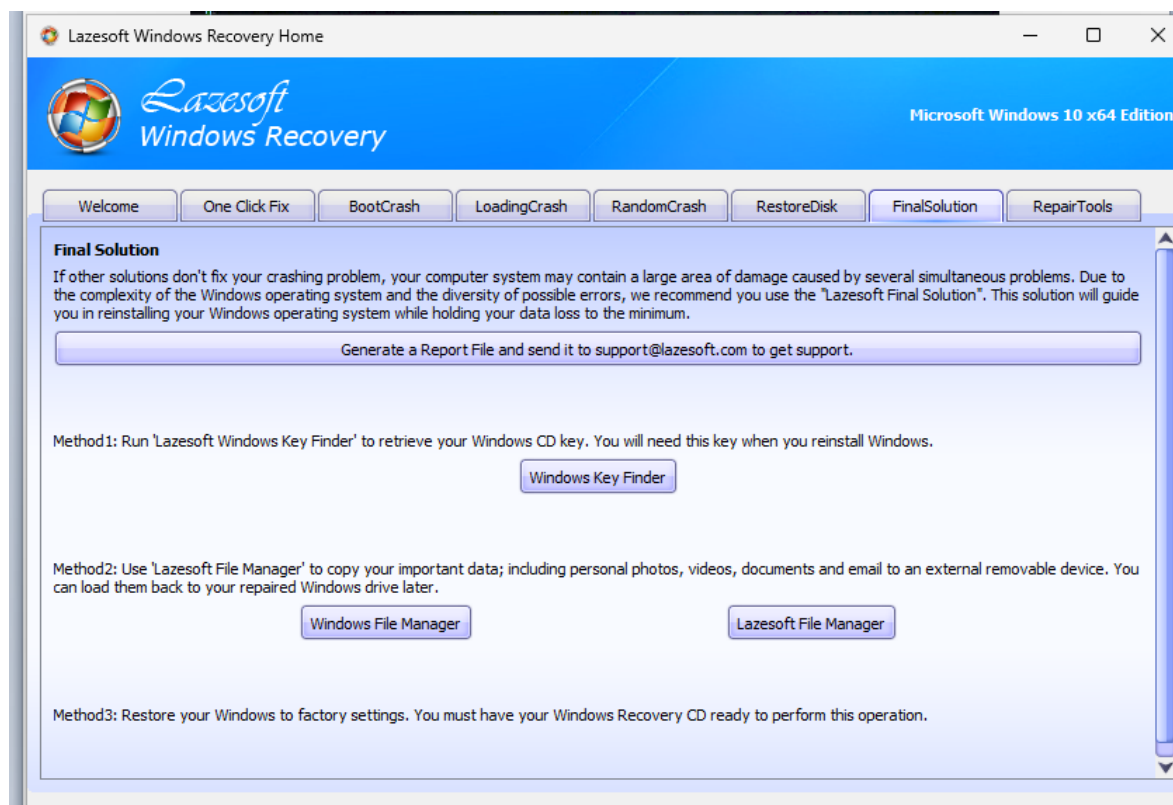 Lazesoft Windows Recovery Home
Lazesoft
Windows Recovery
Microsoft Windows 10 x64 Edition
Welcome
One Click Fix
BootCrash
LoadingCrash
RandomCrash
RestoreDisk
FinalSolution
RepairTools
Final Solution
If other solutions don't fix your crashing problem, your computer system may contain a large area of damage caused by several simultaneous problems. Due to
the complexity of the Windows operating system and the diversity of possible errors, we recommend you use the "Lazesoft Final Solution". This solution will guide
you in reinstalling your Windows operating system while holding your data loss to the minimum.
Generate a Report File and send it to support@lazesoft.com to get support.
Method1: Run 'Lazesoft Windows Key Finder' to retrieve your Windows CD key. You will need this key when you reinstall Windows.
Windows Key Finder
Method2: Use 'Lazesoft File Manager' to copy your important data; including personal photos, videos, documents and email to an external removable device. You
can load them back to your repaired Windows drive later.
Windows File Manager
Lazesoft File Manager
Method3: Restore your Windows to factory settings. You must have your Windows Recovery CD ready to perform this operation.